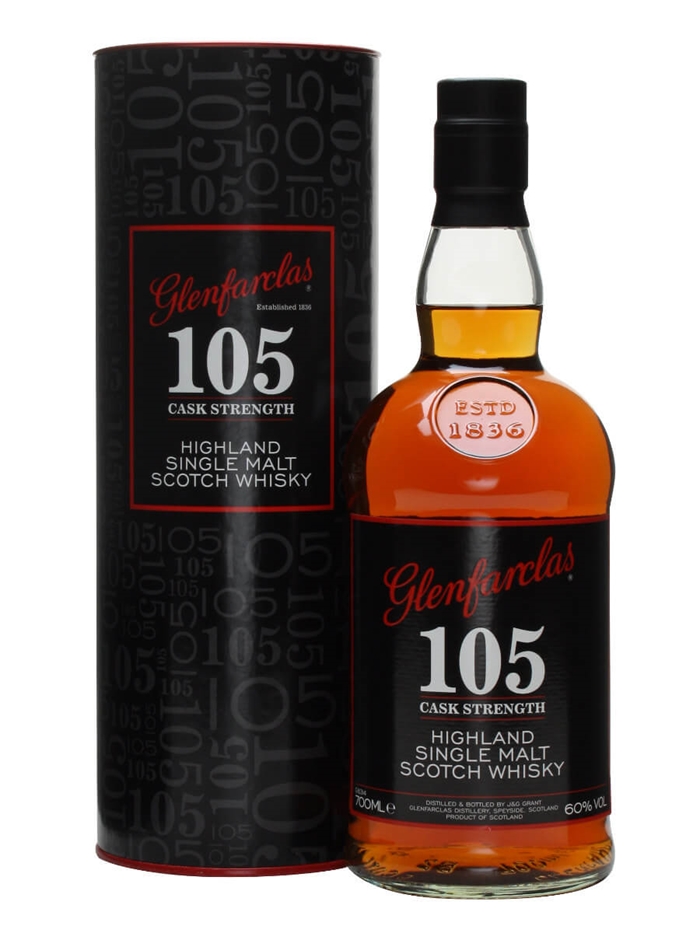 Glenfarclas®
Established 1836
105
CASK STRENGTH
HIGHLAND
SINGLE MALT
SCOTCH WHISKY
ESTD
1836
Glenfarclas®
105
CASK STRENGTH
HIGHLAND
SINGLE MALT
SCOTCH WHISKY
700ML℮
DISTILLED & BOTTLED BY J&G GRANT
GLENFARCLAS DISTILLERY, SPEYSIDE, SCOTLAND
PRODUCT OF SCOTLAND
60% VOL